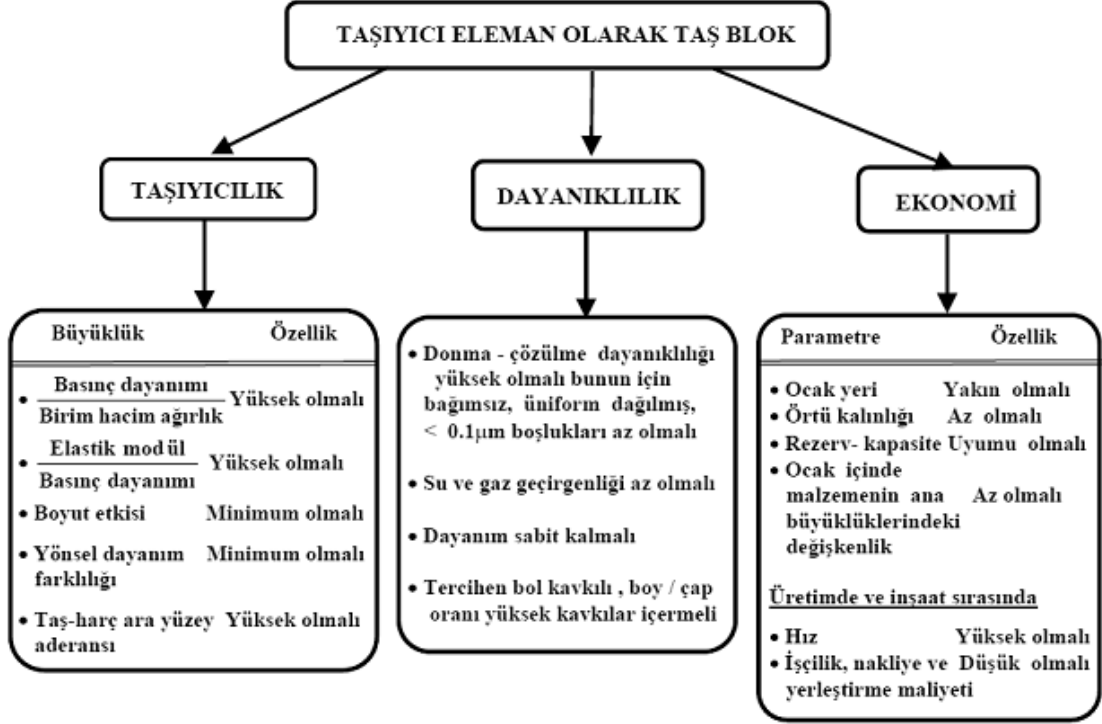 TAŞIYICI ELEMAN OLARAK TAŞ BLOK
TAŞIYICILIK
Büyüklük Özellik
• Basınç dayanımı
Birim hacim ağırlık Yüksek olmalı
• Elastik modül
Basınç dayanımı Yüksek olmalı
• Boyut etkisi Minimum olmalı
• Yönsel dayanım Minimum olmalı
farklılığı
• Taş-harç ara yüzey Yüksek olmalı
aderansı
DAYANIKLILIK
• Donma - çözülme dayanıklılığı
yüksek olmalı bunun için
bağımsız, üniform dağılmış,
< 0.1µm boşlukları az olmalı
• Su ve gaz geçirgenliği az olmalı
• Dayanım sabit kalmalı
• Tercihen bol kavkılı , boy / çap
oranı yüksek kavkılar içermeli
EKONOMİ
Parametre Özellik
• Ocak yeri Yakın olmalı
• Örtü kalınlığı Az olmalı
• Rezerv- kapasite Uyumu olmalı
• Ocak içinde
malzemenin ana Az olmalı
büyüklüklerindeki
değişkenlik
Üretimde ve inşaat sırasında
• Hız Yüksek olmalı
• İşçilik, nakliye ve Düşük olmalı
yerleştirme maliyeti